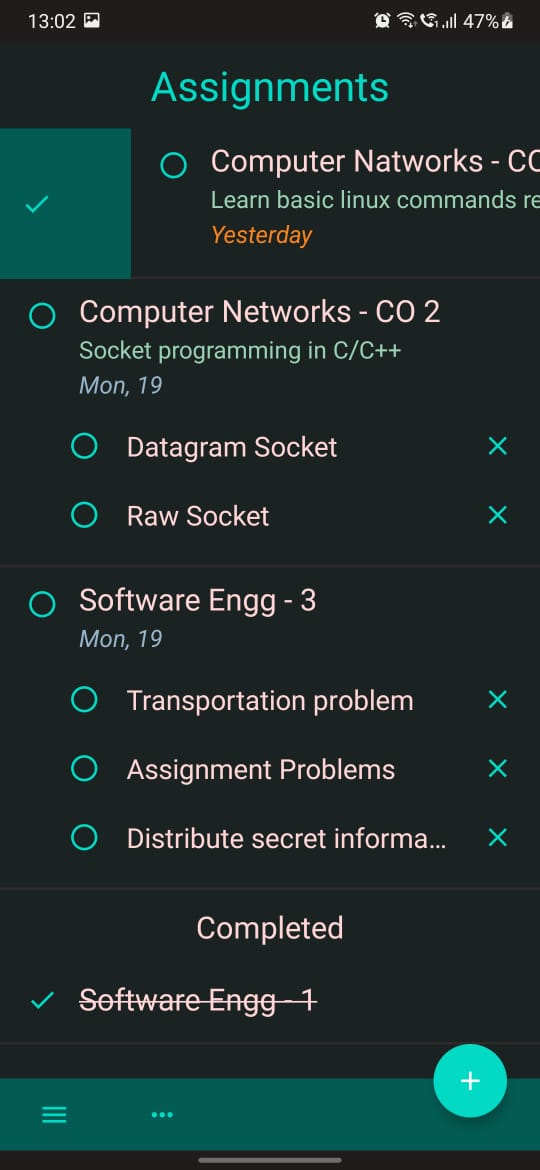 13:02 47%
Assignments
Computer Natworks - CO
Learn basic linux commands re
Yesterday
Computer Networks - CO 2
Socket programming in C/C++
Mon, 19
Datagram Socket
Raw Socket
Software Engg - 3
Mon, 19
Transportation problem
Assignment Problems
Distribute secret informa...
Completed
Software Engg - 1